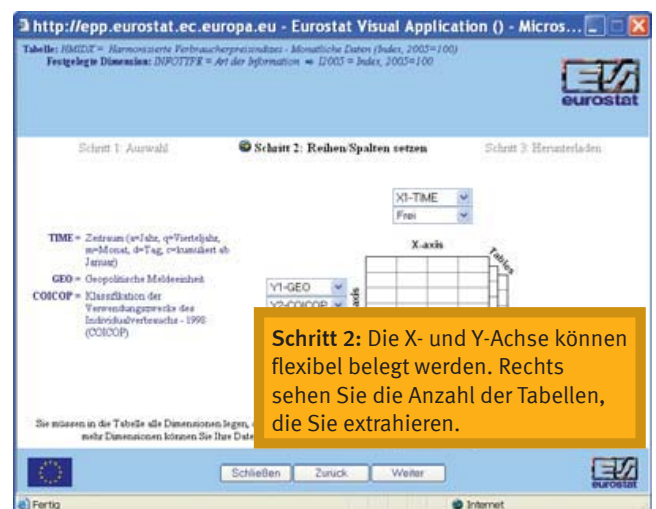 http://epp.eurostat.ec.europa.eu - Eurostat Visual Application () - Micros...
Tabelle: HMIDX = Harmonisierte Verbraucherpreisindizes - Monatliche Daten (Index, 2005=100)
Festgelegte Dimension: INFOTYPE = Art der Information ⇒ I2005 = Index, 2005=100
eurostat
Schritt 1: Auswahl
Schritt 2: Reihen/Spalten setzen
Schritt 3: Herunterladen
X1-TIME
Frei
X-axis
Tables
TIME = Zeitraum (a=Jahr, q=Vierteljahr,
m=Monat, d=Tag, c=kumuliert ab
Januar)
GEO = Geopolitische Meldeeinheit
COICOP = Klassifikation der
Verwendungszwecke des
Individualverbrauchs - 1998
(COICOP)
Y1-GEO
Y2-COICOP
axis
Schritt 2: Die X- und Y-Achse können
flexibel belegt werden. Rechts
sehen Sie die Anzahl der Tabellen,
die Sie extrahieren.
Sie müssen in die Tabelle alle Dimensionen legen,
mehr Dimensionen können Sie Ihre
Schließen
Zurück
Weiter
eurostat
Fertig
Internet